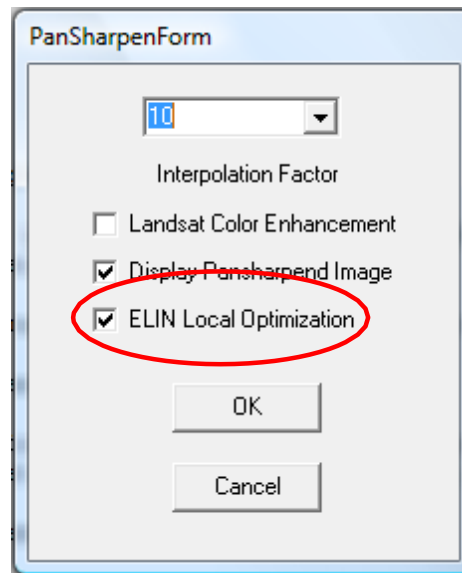 PanSharpenForm
10
Interpolation Factor
Landsat Color Enhancement
Display Pansharpend Image
ELIN Local Optimization
OK
Cancel